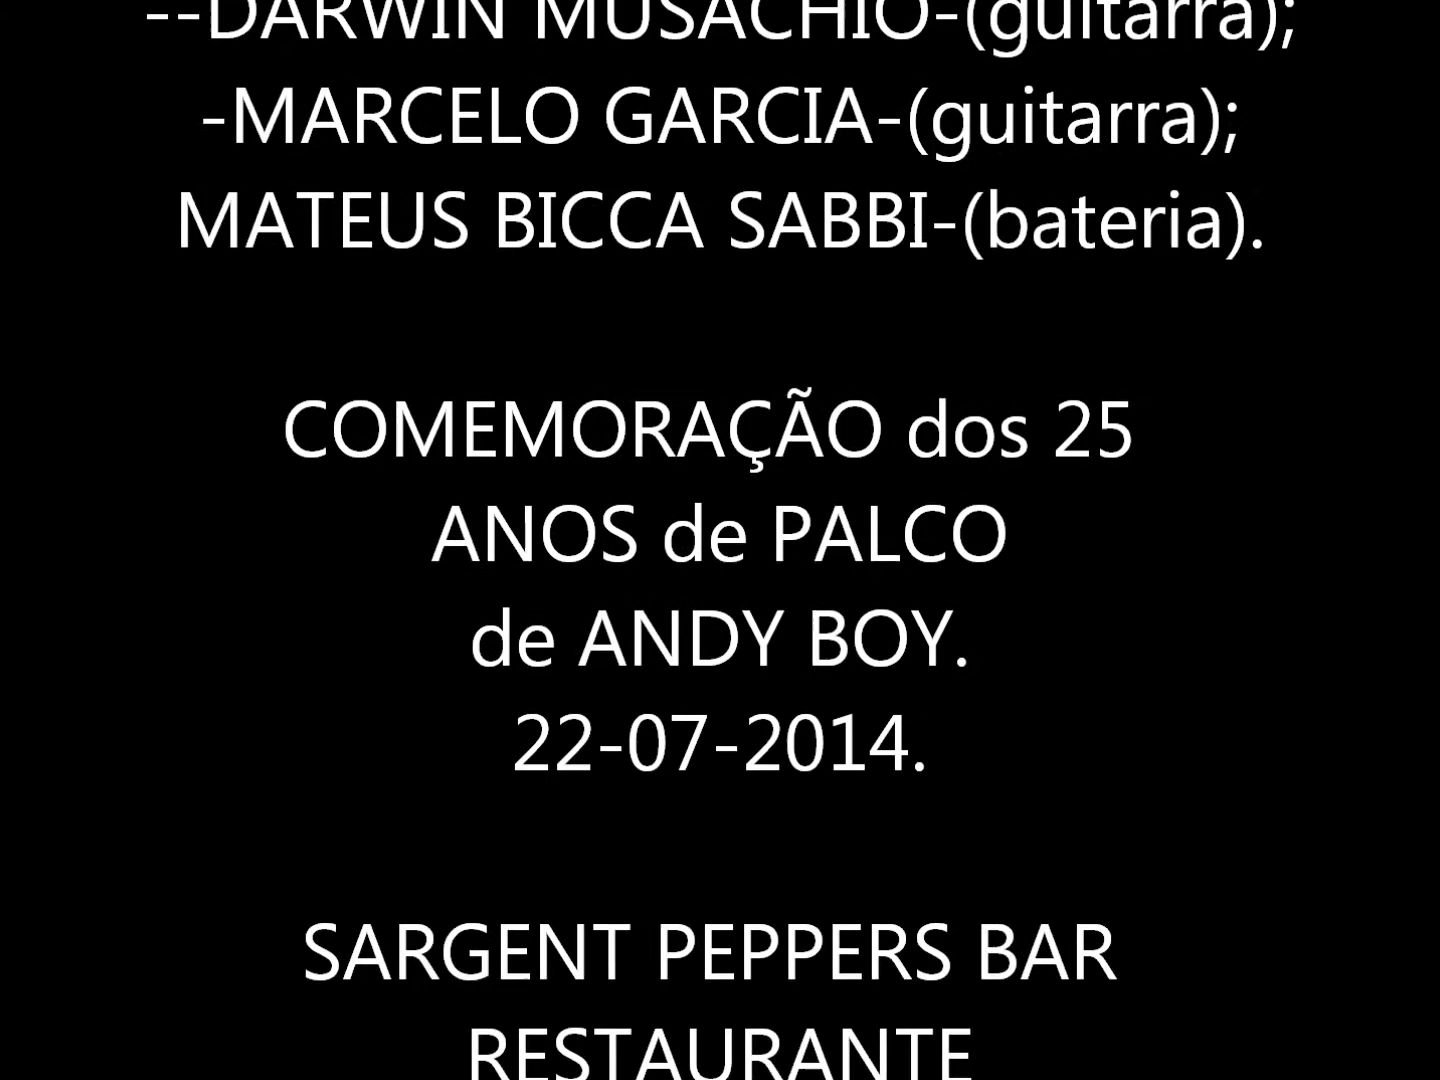 --DARWIN MUSACHIO-(guitarra);
-MARCELO GARCIA-(guitarra);
MATEUS BICCA SABBI-(bateria).
COMEMORAÇÃO dos 25
ANOS de PALCO
de ANDY BOY.
22-07-2014.
SARGENT PEPPERS BAR
RESTAURANTE